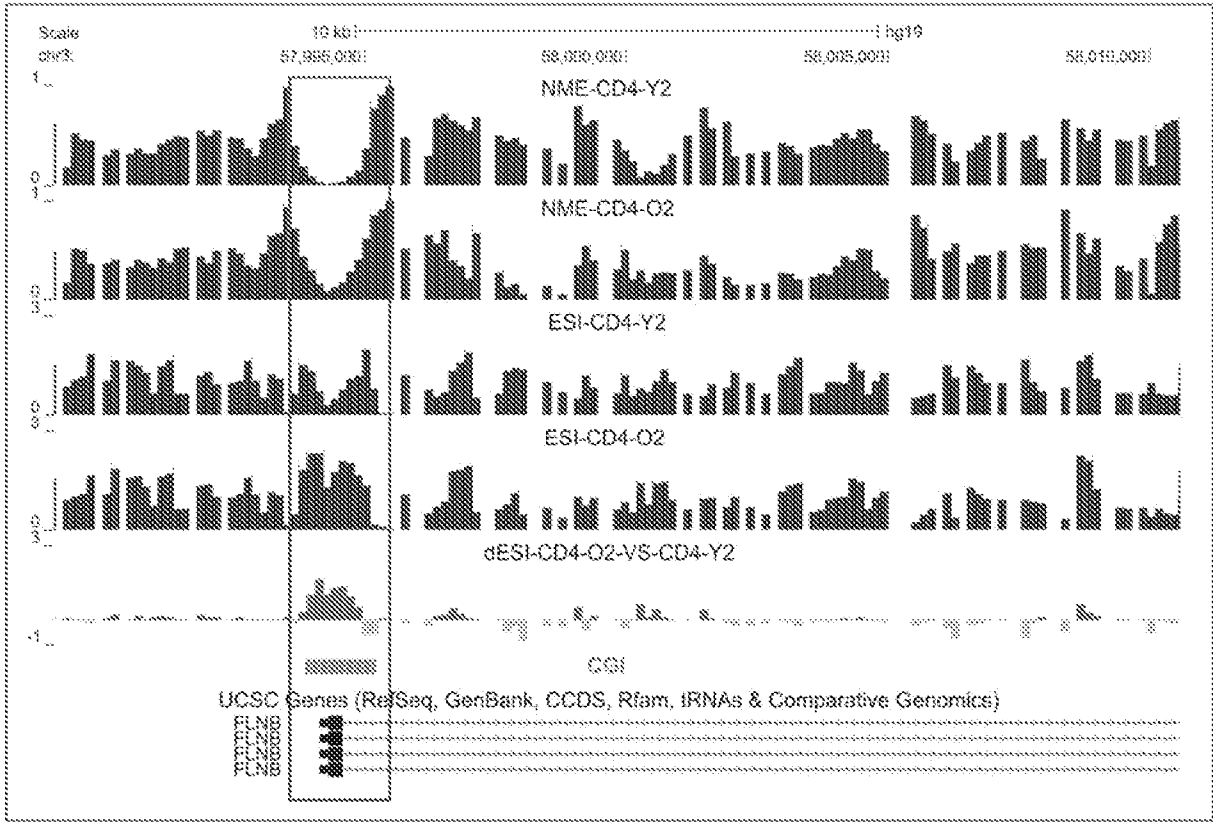 Scale 10 kb hg19
chr3: 57,995,000 58,000,000 58,005,000 58,010,000
1
NME-CD4-Y2
0
1
NME-CD4-O2
0
3
ESI-CD4-Y2
0
3
ESI-CD4-O2
0
3
dESI-CD4-O2-VS-CD4-Y2
-1
CGI
UCSC Genes (RefSeq, GenBank, CCDS, Rfam, tRNAs & Comparative Genomics)
FLNB
FLNB
FLNB
FLNB